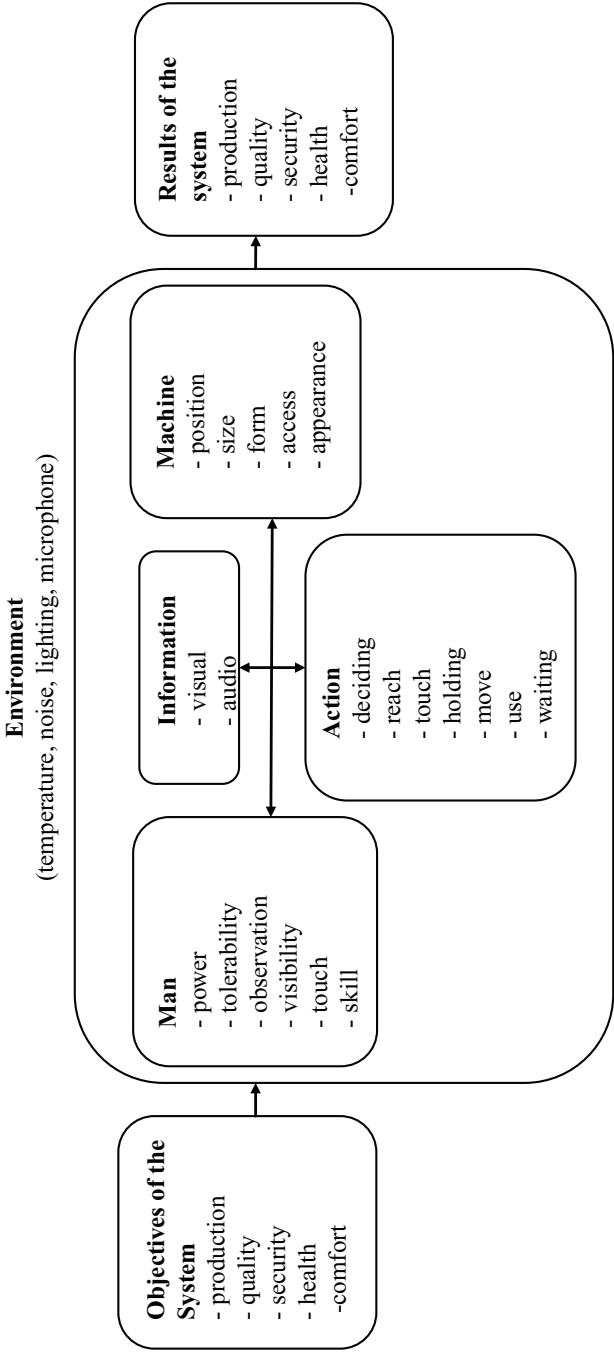 Environment
(temperature, noise, lighting, microphone)
Objectives of the
System
- production
- quality
- security
- health
-comfort
Man
- power
- tolerability
- observation
- visibility
- touch
- skill
Information
- visual
- audio
Action
- deciding
- reach
- touch
- holding
- move
- use
- waiting
Machine
- position
- size
- form
- access
- appearance
Results of the
system
- production
- quality
- security
- health
-comfort